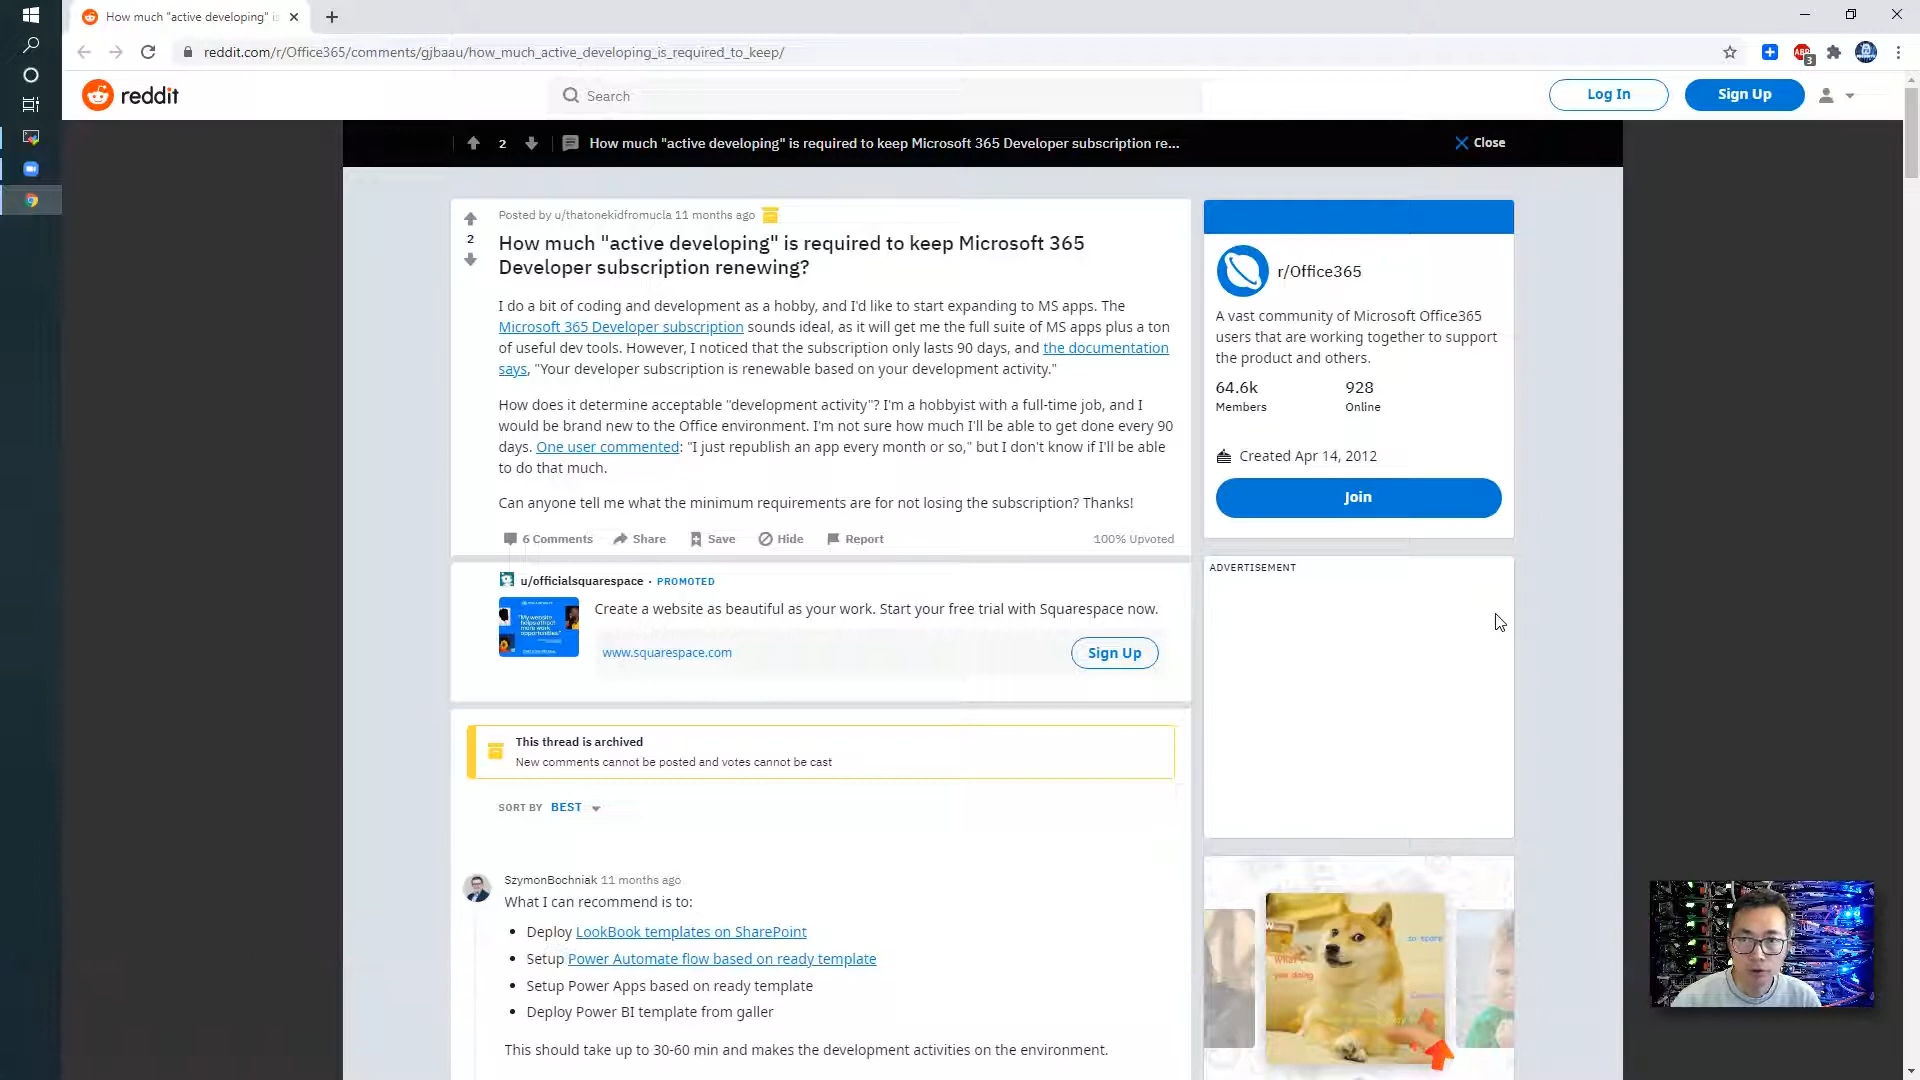 How much "active developing" is
reddit.com/r/Office365/comments/gjbaau/how_much_active_developing_is_required_to_keep/
ABP
3
reddit
Search
Log In
Sign Up
2
How much "active developing" is required to keep Microsoft 365 Developer subscription re...
Close
Posted by u/thatonekidfromucla 11 months ago
2
How much "active developing" is required to keep Microsoft 365
Developer subscription renewing?
I do a bit of coding and development as a hobby, and I'd like to start expanding to MS apps. The
Microsoft 365 Developer subscription sounds ideal, as it will get me the full suite of MS apps plus a ton
of useful dev tools. However, I noticed that the subscription only lasts 90 days, and the documentation
says, "Your developer subscription is renewable based on your development activity."
How does it determine acceptable "development activity"? I'm a hobbyist with a full-time job, and I
would be brand new to the Office environment. I'm not sure how much I'll be able to get done every 90
days. One user commented: "I just republish an app every month or so," but I don't know if I'll be able
to do that much.
Can anyone tell me what the minimum requirements are for not losing the subscription? Thanks!
6 Comments Share Save Hide Report 100% Upvoted
r/Office365
A vast community of Microsoft Office365
users that are working together to support
the product and others.
64.6k 928
Members Online
Created Apr 14, 2012
Join
u/officialsquarespace · PROMOTED
Create a website as beautiful as your work. Start your free trial with Squarespace now.
www.squarespace.com
Sign Up
"My website
helps attract
more work
opportunities."
ADVERTISEMENT
This thread is archived
New comments cannot be posted and votes cannot be cast
SORT BY BEST
SzymonBochniak 11 months ago
What I can recommend is to:
• Deploy LookBook templates on SharePoint
• Setup Power Automate flow based on ready template
• Setup Power Apps based on ready template
• Deploy Power BI template from galler
This should take up to 30-60 min and makes the development activities on the environment.
so spare